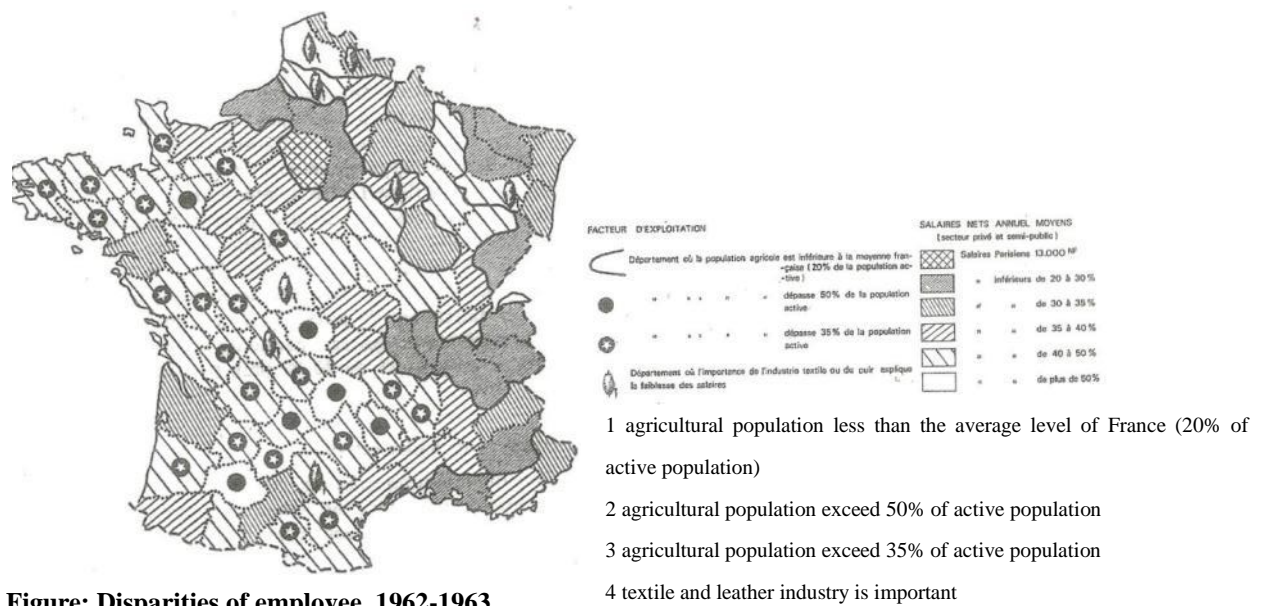 FACTEUR D'EXPLOITATION
Département où la population agricole est inférieure à la moyenne fran-
-çaise (20% de la population ac-
-tive)
" " " " " dépasse 50% de la population
active
" " " " " dépasse 35% de la population
active
Département où l'importance de l'industrie textile ou du cuir explique
la faiblesse des salaires
SALAIRES NETS ANNUEL MOYENS
(secteur privé et semi-public)
Salaires Parisiens 13.000 NF
" inférieurs de 20 à 30%
" " de 30 à 35%
" " de 35 à 40%
" " de 40 à 50%
" " de plus de 50%
1 agricultural population less than the average level of France (20% of
active population)
2 agricultural population exceed 50% of active population
3 agricultural population exceed 35% of active population
4 textile and leather industry is important
Figure: Disparities of employee, 1962-1963